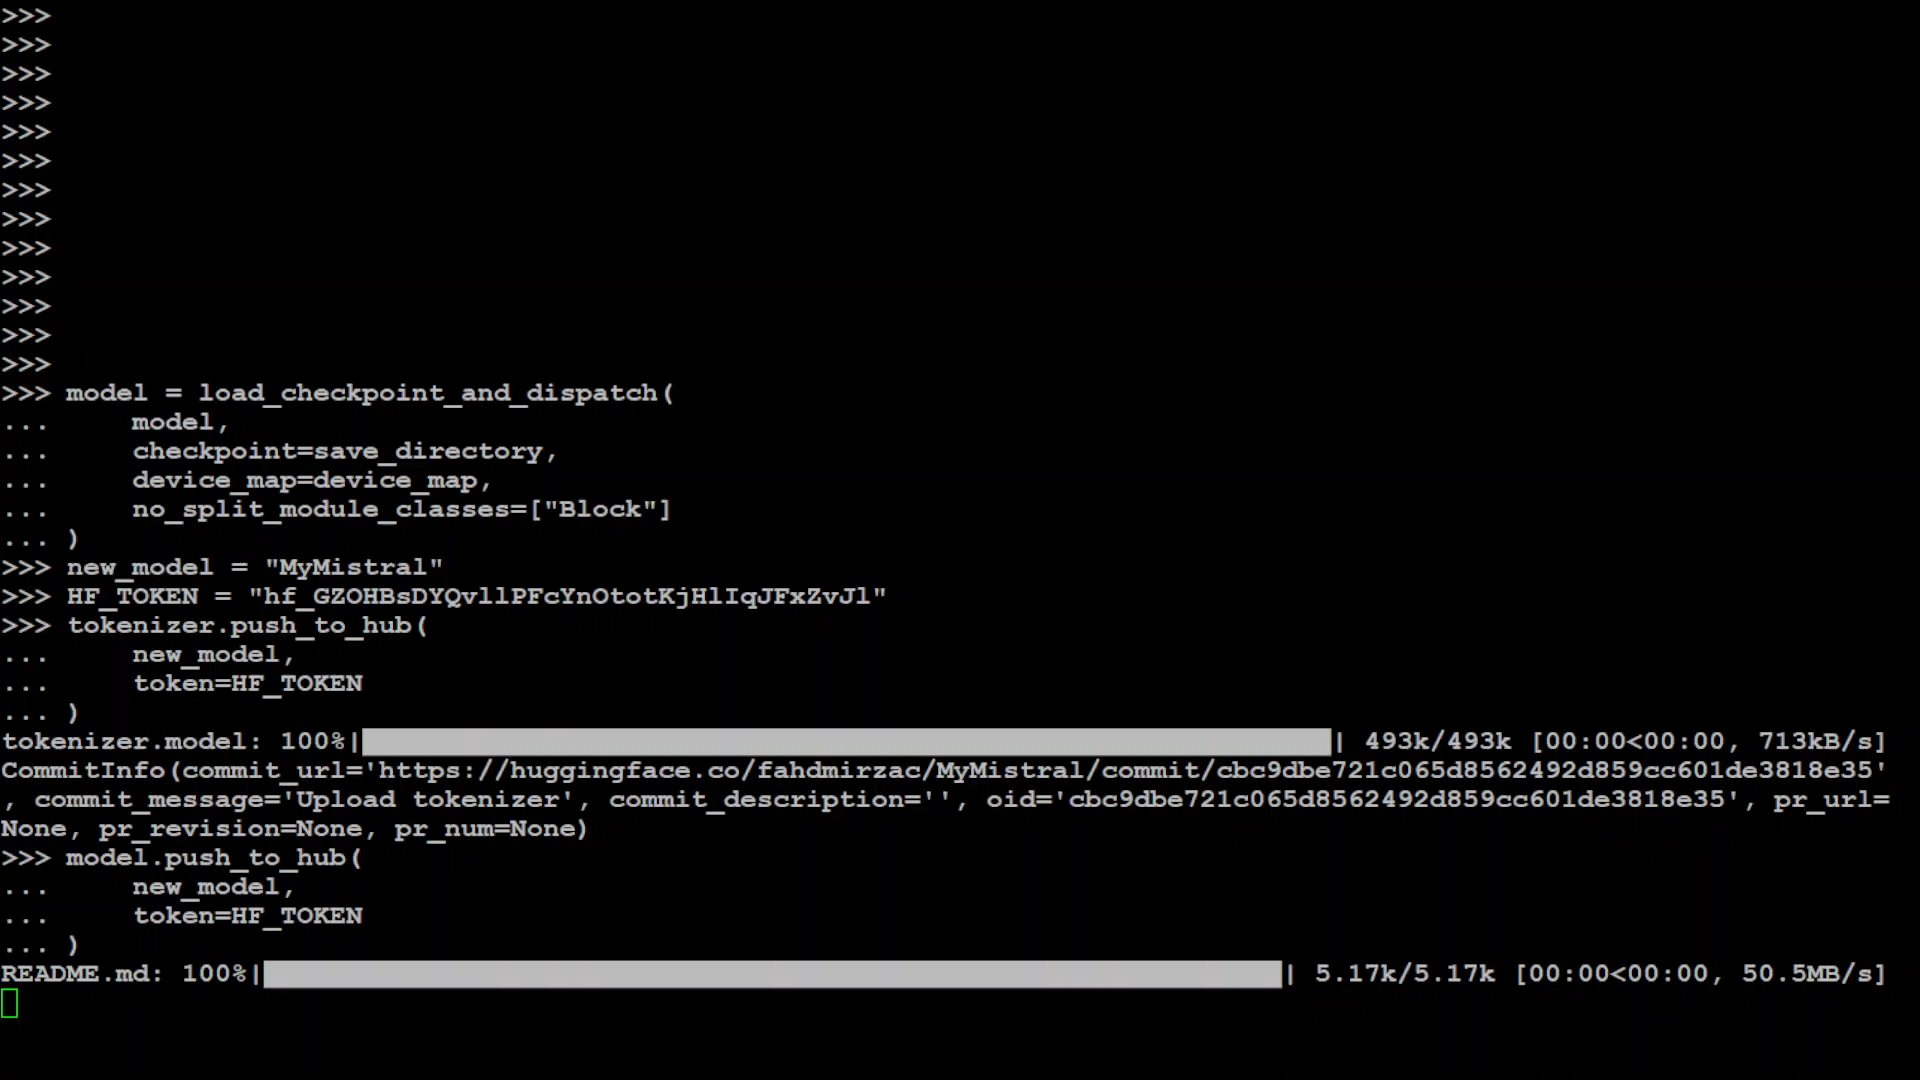 >>>
>>>
>>>
>>>
>>>
>>>
>>>
>>>
>>>
>>>
>>>
>>>
>>>
>>> model = load_checkpoint_and_dispatch(
...     model,
...     checkpoint=save_directory,
...     device_map=device_map,
...     no_split_module_classes=["Block"]
... )
>>> new_model = "MyMistral"
>>> HF_TOKEN = "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"
>>> tokenizer.push_to_hub(
...     new_model,
...     token=HF_TOKEN
... )
tokenizer.model: 100%|                    | 493k/493k [00:00<00:00, 713kB/s]
CommitInfo(commit_url='https://huggingface.co/fahdmirzac/MyMistral/commit/cbc9dbe721c065d8562492d859cc601de3818e35'
, commit_message='Upload tokenizer', commit_description='', oid='cbc9dbe721c065d8562492d859cc601de3818e35', pr_url=
None, pr_revision=None, pr_num=None)
>>> model.push_to_hub(
...     new_model,
...     token=HF_TOKEN
... )
README.md: 100%|                    | 5.17k/5.17k [00:00<00:00, 50.5MB/s]